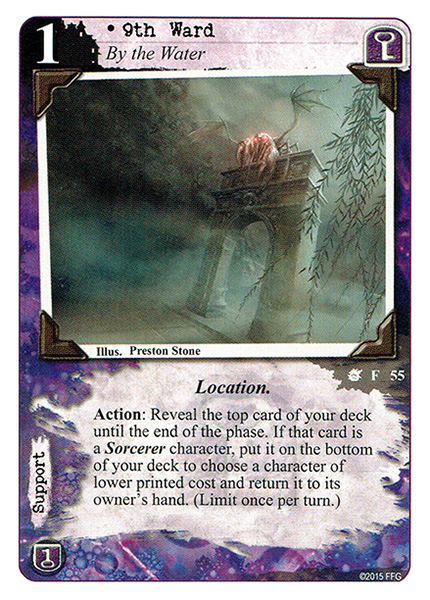 1
• 9th Ward
By the Water
Illus. Preston Stone
F 55
Location.
Action: Reveal the top card of your deck
until the end of the phase. If that card is
a Sorcerer character, put it on the bottom
of your deck to choose a character of
lower printed cost and return it to its
owner's hand. (Limit once per turn.)
Support
1
©2015 FFG